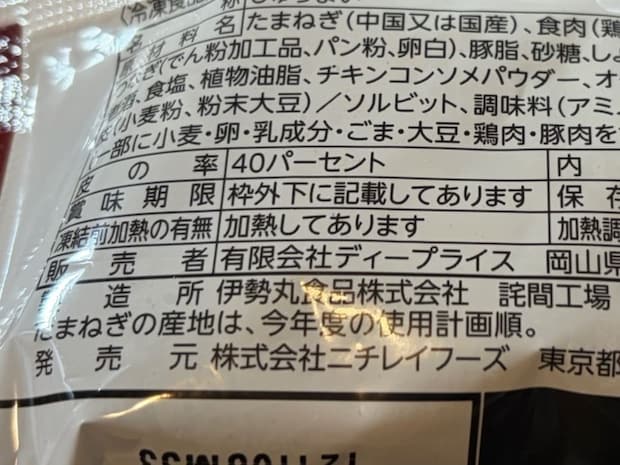 〈冷凍食品
名 たまねぎ(中国又は国産)、食肉(鶏
原材料名 つなぎ(でん粉加工品、パン粉、卵白)、豚脂、砂糖、しょ
、食塩、植物油脂、チキンコンソメパウダー、オ
(小麦粉、粉末大豆)/ソルビット、調味料(アミ
一部に小麦・卵・乳成分・ごま・大豆・鶏肉・豚肉を
皮の率 40パーセント 内
賞味期限 枠外下に記載してあります 保存
凍結前加熱の有無 加熱してあります 加熱調
販売者 有限会社ディープライス 岡山県
製造所 伊勢丸食品株式会社 詫間工場
たまねぎの産地は、今年度の使用計画順。
発売元 株式会社ニチレイフーズ 東京都